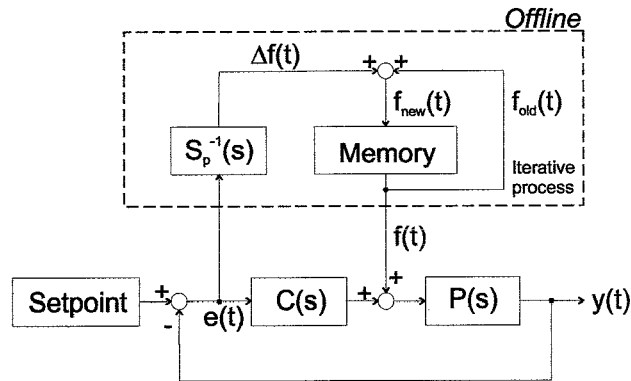 Offline
Δf(t)
+ +
f_new(t)
f_old(t)
S_p^-1(s)
Memory
Iterative
process
f(t)
+
Setpoint
+
-
e(t)
C(s)
+
P(s)
y(t)